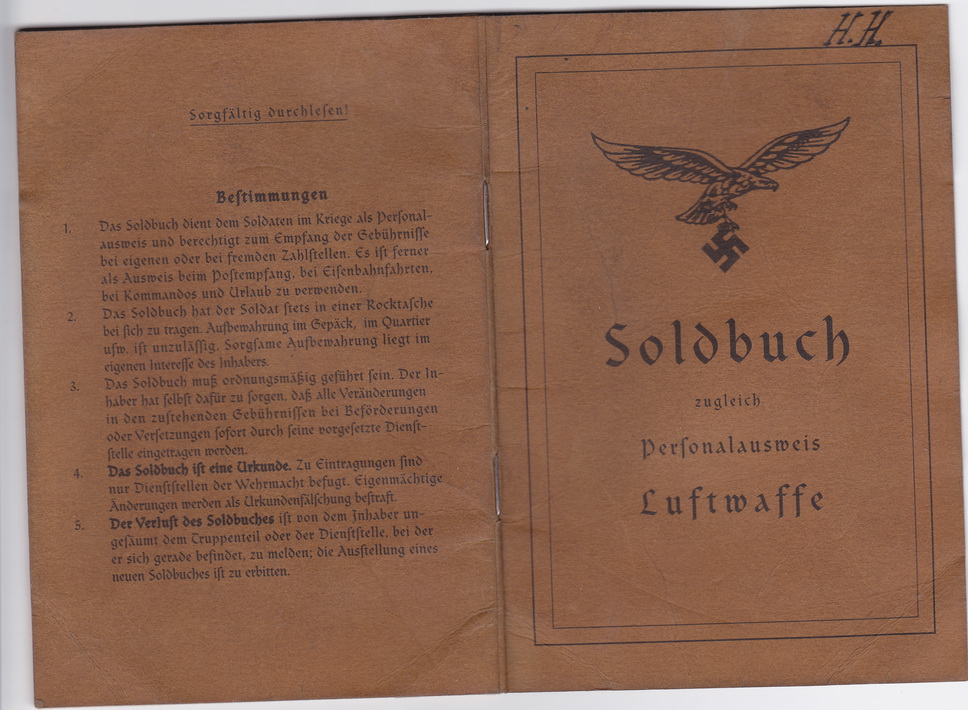 Sorgfältig durchleſen!
Beſtimmungen
1. Das Soldbuch dient dem Soldaten im Kriege als Perſonal-
ausweis und berechtigt zum Empfang der Gebührniſſe
bei eigenen oder bei fremden Zahlſtellen. Es iſt ferner
als Ausweis beim Poſtempfang, bei Eiſenbahnfahrten,
bei Kommandos und Urlaub zu verwenden.
2. Das Soldbuch hat der Soldat ſtets in einer Rocktaſche
bei ſich zu tragen. Aufbewahrung im Gepäck, im Quartier
uſw. iſt unzuläſſig. Sorgſame Aufbewahrung liegt im
eigenen Intereſſe des Inhabers.
3. Das Soldbuch muß ordnungsmäßig geführt ſein. Der In-
haber hat ſelbſt dafür zu ſorgen, daß alle Veränderungen
in den zuſtehenden Gebührniſſen bei Beförderungen
oder Verſetzungen ſofort durch ſeine vorgeſetzte Dienſt-
ſtelle eingetragen werden.
4. Das Soldbuch iſt eine Urkunde. Zu Eintragungen ſind
nur Dienſtſtellen der Wehrmacht befugt. Eigenmächtige
Änderungen werden als Urkundenfälſchung beſtraft.
5. Der Verluſt des Soldbuches iſt von dem Inhaber un-
geſäumt dem Truppenteil oder der Dienſtſtelle, bei der
er ſich gerade befindet, zu melden; die Ausſtellung eines
neuen Soldbuches iſt zu erbitten.
H.H.
Soldbuch
zugleich
Perſonalausweis
Luftwaffe